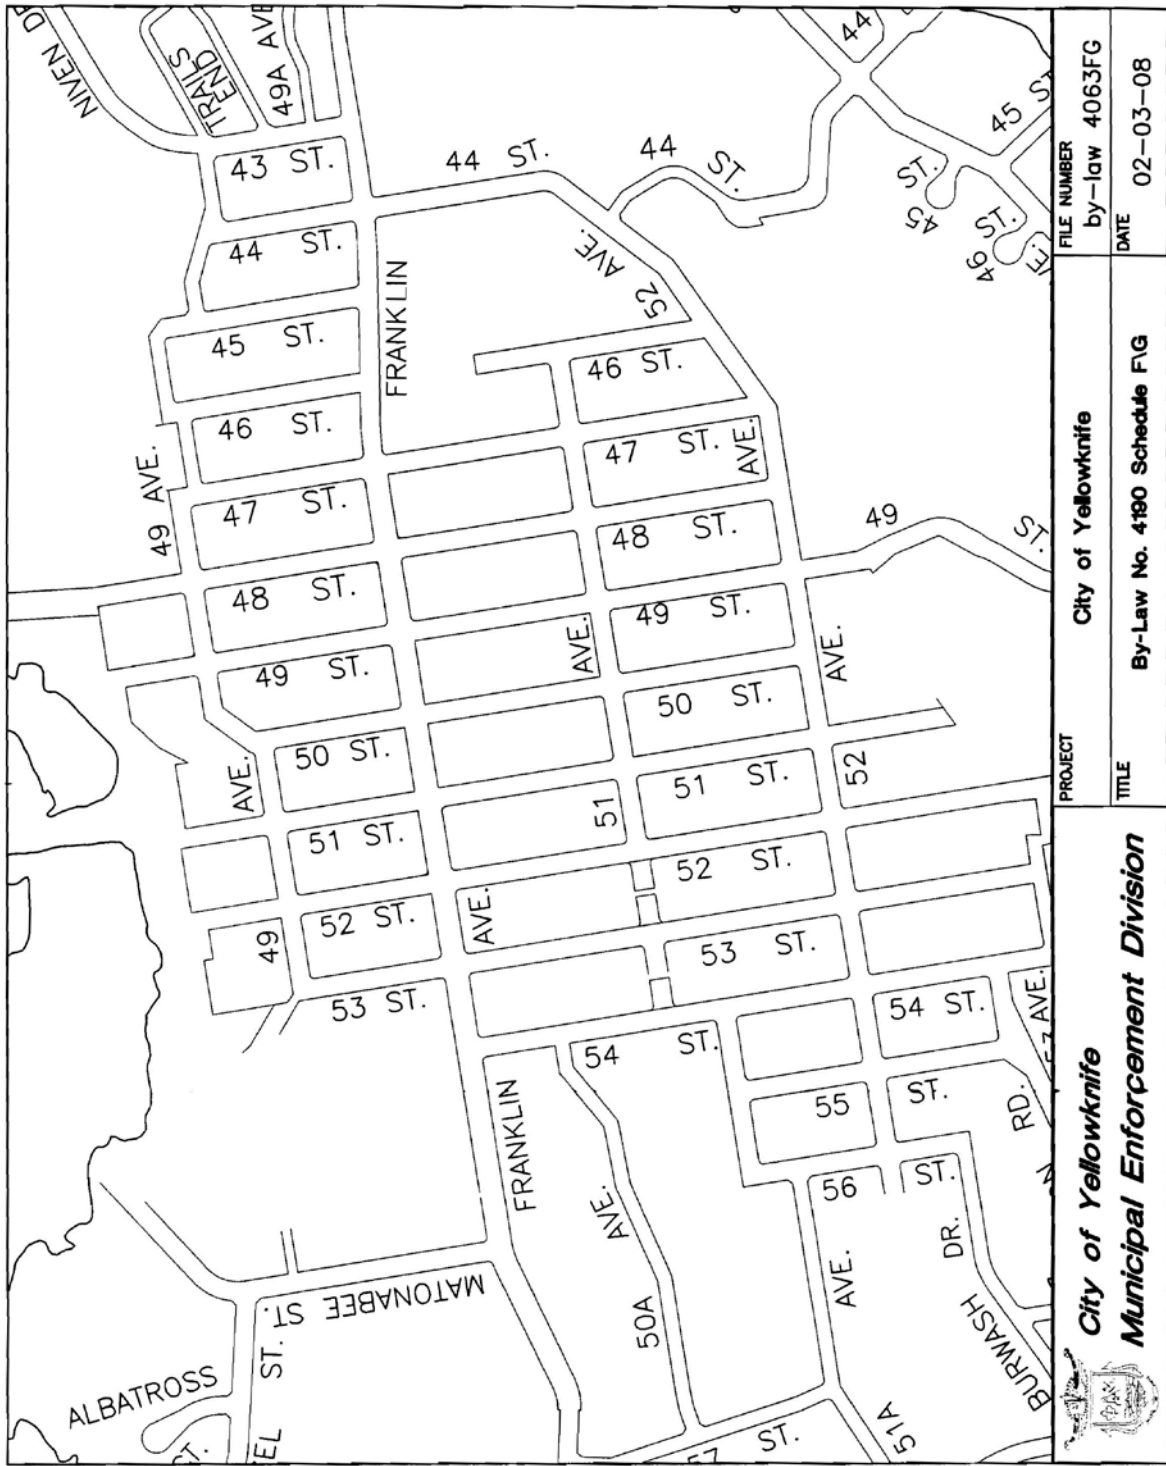 NIVEN DR
TRAILS
END
49A AVE
44
43 ST.
44 ST.
44 ST.
44 ST.
45 ST
45 ST.
46 ST.
49 AVE.
45 ST.
FRANKLIN
52 AVE.
46 ST.
46 ST.
47 ST.
47 ST.
AVE.
48 ST.
48 ST.
49 ST.
49 ST.
AVE.
49 ST.
AVE.
50 ST.
AVE.
50 ST.
51 ST.
51
51 ST.
52
52 ST.
AVE.
52 ST.
49
53 ST.
53 ST.
54 ST.
54 ST.
AVE.
FRANKLIN
55 ST.
RD.
56 ST.
AVE.
50A
AVE.
DR.
BURWASH
MATONABEE ST.
ALBATROSS
ST.
EL
ST.
ST.
51A
FILE NUMBER
by-law 4063FG
DATE
02-03-08
PROJECT
City of Yellowknife
TITLE
By-Law No. 4190 Schedule F\G
City of Yellowknife
Municipal Enforcement Division